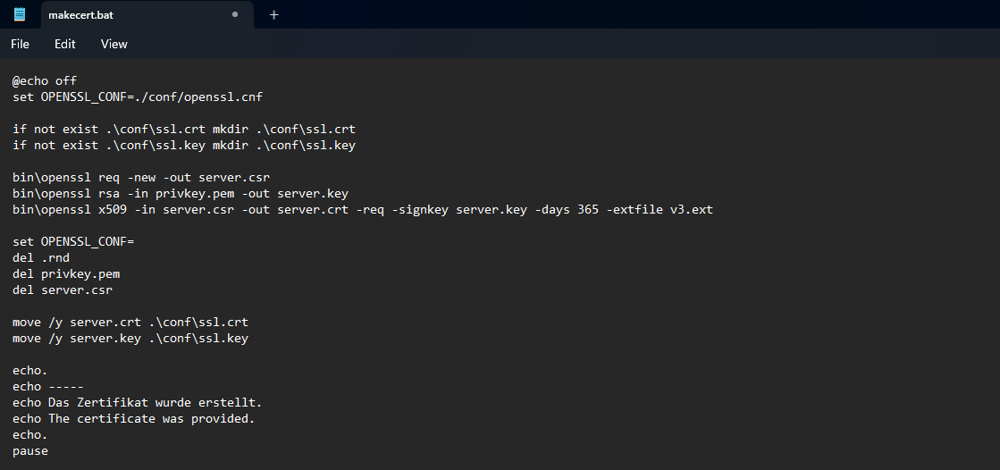 makecert.bat
File Edit View
@echo off
set OPENSSL_CONF=./conf/openssl.cnf
if not exist .\conf\ssl.crt mkdir .\conf\ssl.crt
if not exist .\conf\ssl.key mkdir .\conf\ssl.key
bin\openssl req -new -out server.csr
bin\openssl rsa -in privkey.pem -out server.key
bin\openssl x509 -in server.csr -out server.crt -req -signkey server.key -days 365 -extfile v3.ext
set OPENSSL_CONF=
del .rnd
del privkey.pem
del server.csr
move /y server.crt .\conf\ssl.crt
move /y server.key .\conf\ssl.key
echo.
echo -----
echo Das Zertifikat wurde erstellt.
echo The certificate was provided.
echo.
pause